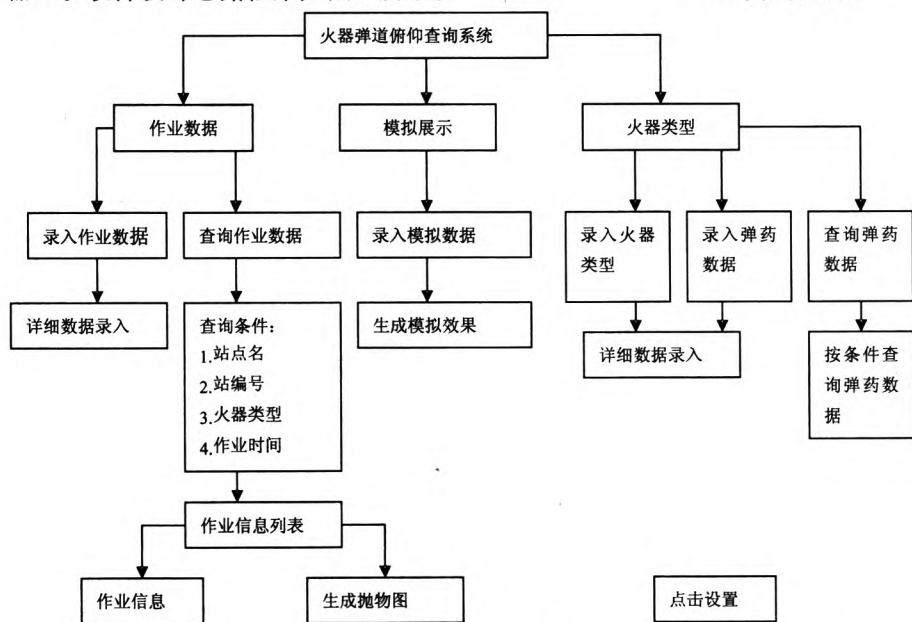 火器弹道俯仰查询系统
作业数据
模拟展示
火器类型
录入作业数据
查询作业数据
录入模拟数据
录入火器
类型
录入弹药
数据
查询弹药
数据
详细数据录入
查询条件：
1.站点名
2.站编号
3.火器类型
4.作业时间
生成模拟效果
详细数据录入
按条件查
询弹药数
据
作业信息列表
作业信息
生成抛物图
点击设置